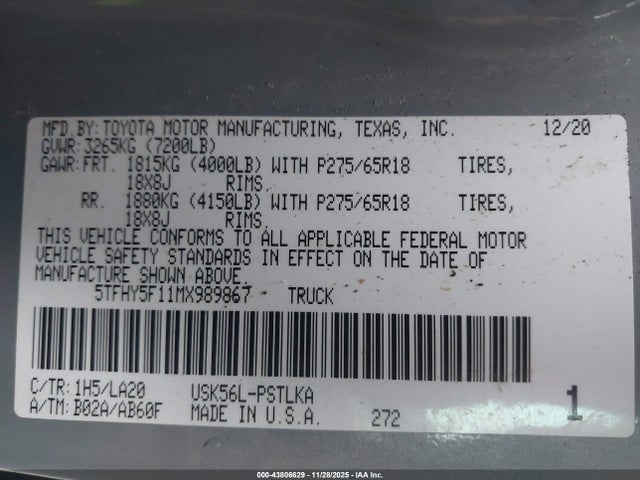 MFD.BY:TOYOTA MOTOR MANUFACTURING, TEXAS, INC. 12/20
GVWR:3265KG (7200LB)
GAWR:FRT. 1815KG (4000LB) WITH P275/65R18 TIRES,
18X8J RIMS.
RR. 1880KG (4150LB) WITH P275/65R18 TIRES,
18X8J RIMS.
THIS VEHICLE CONFORMS TO ALL APPLICABLE FEDERAL MOTOR
VEHICLE SAFETY STANDARDS IN EFFECT ON THE DATE OF
MANUFACTURE SHOWN ABOVE.
5TFHY5F11MX989867 TRUCK
C/TR:1H5/LA20 USK56L-PSTLKA
A/TM:B02A/AB60F MADE IN U.S.A. 272 1
000-43806629 | 11/28/2025 | IAA Inc.